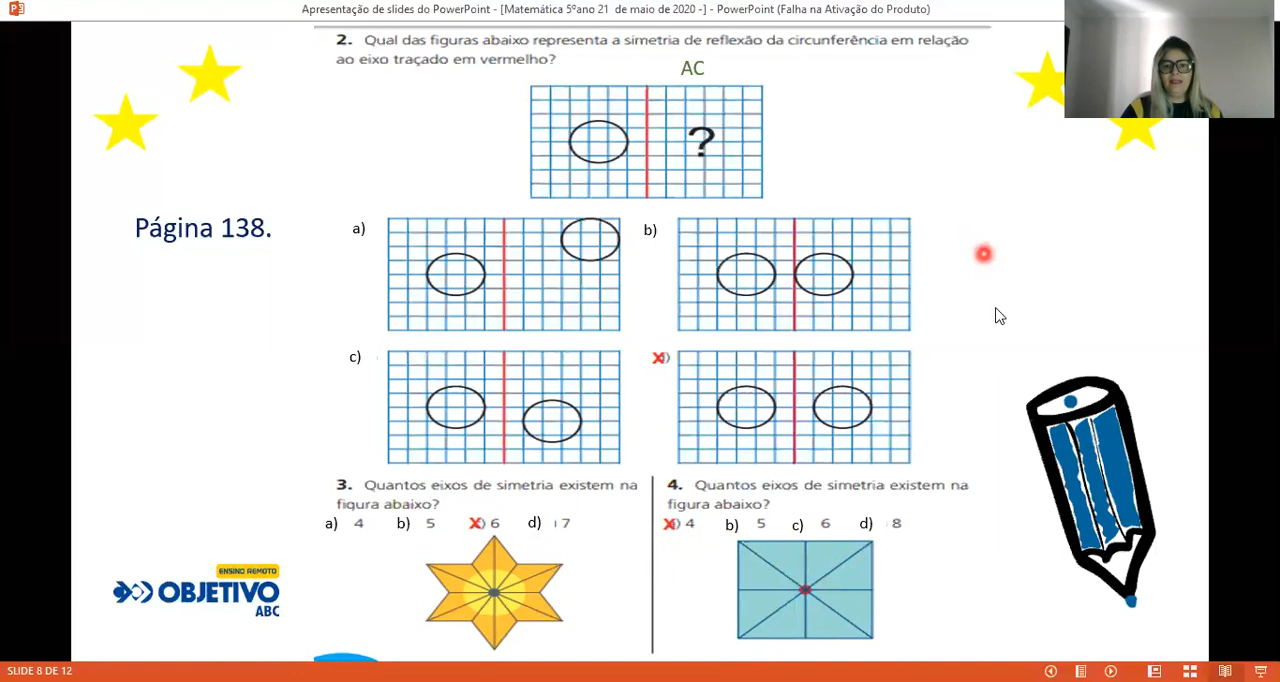 Apresentação de slides do PowerPoint - [Matemática 5ºano 21 de maio de 2020 -] - PowerPoint (Falha na Ativação do Produto)
2. Qual das figuras abaixo representa a simetria de reflexão da circunferência em relação
ao eixo traçado em vermelho?
AC
?
Página 138.
a)
b)
c)
X)
3. Quantos eixos de simetria existem na
figura abaixo?
a) 4 b) 5 X) 6 d) 7
4. Quantos eixos de simetria existem na
figura abaixo?
X) 4 b) 5 c) 6 d) 8
ENSINO REMOTO
OBJETIVO
ABC
SLIDE 8 DE 12